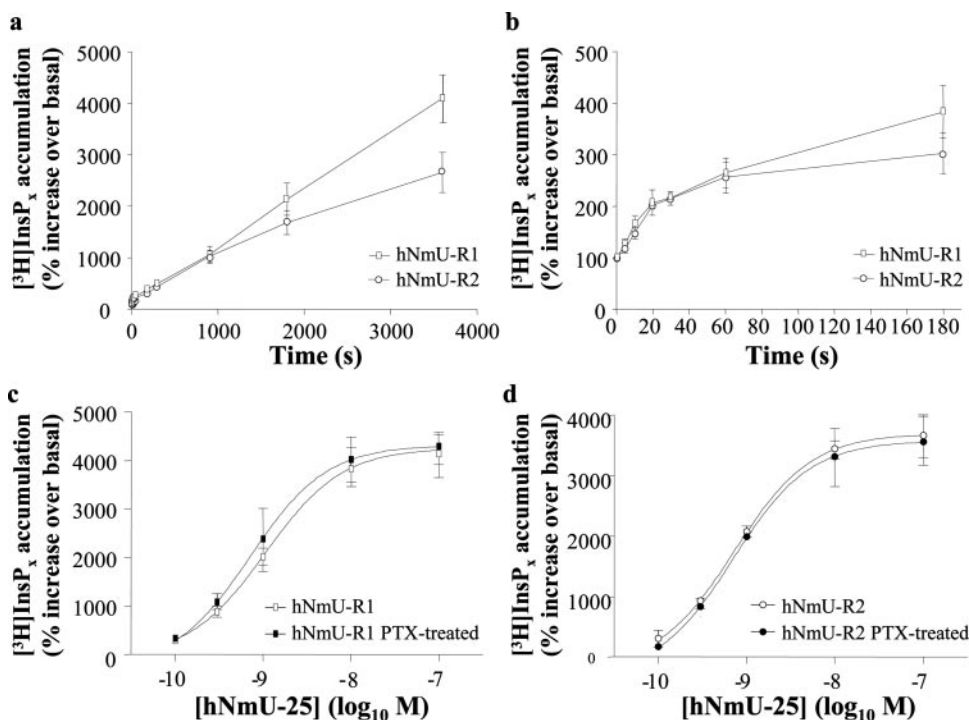 a
[³H]InsPₓ accumulation
(% increase over basal)
5000
4000
3000
2000
1000
0
hNmU-R1
hNmU-R2
0
1000
2000
3000
4000
Time (s)
b
[³H]InsPₓ accumulation
(% increase over basal)
500
400
300
200
100
0
hNmU-R1
hNmU-R2
0 20 40 60 80 100 120 140 160 180
Time (s)
c
[³H]InsPₓ accumulation
(% increase over basal)
5000
4000
3000
2000
1000
0
hNmU-R1
hNmU-R1 PTX-treated
-10
-9
-8
-7
[hNmU-25] (log₁₀ M)
d
[³H]InsPₓ accumulation
(% increase over basal)
4000
3000
2000
1000
0
hNmU-R2
hNmU-R2 PTX-treated
-10
-9
-8
-7
[hNmU-25] (log₁₀ M)